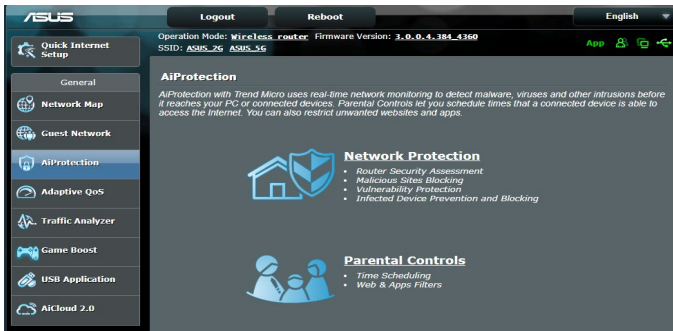 ASUS
Logout
Reboot
English
Quick Internet
Setup
Operation Mode: Wireless router Firmware Version: 3.0.0.4.384_4360
SSID: ASUS_2G ASUS_5G
App
General
Network Map
Guest Network
AiProtection
Adaptive QoS
Traffic Analyzer
Game Boost
USB Application
AiCloud 2.0
AiProtection
AiProtection with Trend Micro uses real-time network monitoring to detect malware, viruses and other intrusions before
it reaches your PC or connected devices. Parental Controls let you schedule times that a connected device is able to
access the Internet. You can also restrict unwanted websites and apps.
Network Protection
• Router Security Assessment
• Malicious Sites Blocking
• Vulnerability Protection
• Infected Device Prevention and Blocking
Parental Controls
• Time Scheduling
• Web & Apps Filters